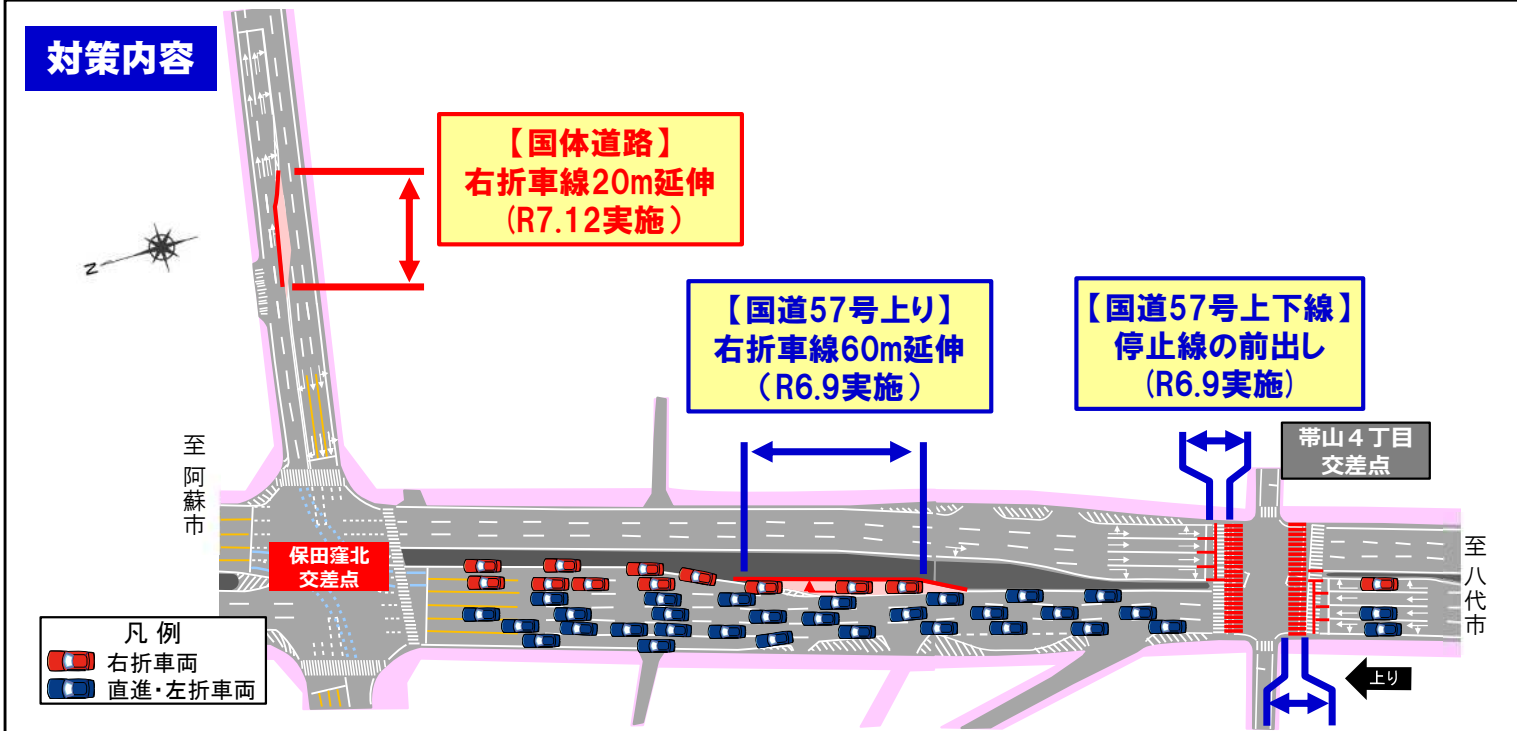 対策内容
【国体道路】
右折車線20m延伸
(R7.12実施)
【国道57号上り】
右折車線60m延伸
(R6.9実施)
【国道57号上下線】
停止線の前出し
(R6.9実施)
帯山4丁目
交差点
N
至 阿蘇市
保田窪北
交差点
至 八代市
上り
凡例
右折車両
直進・左折車両